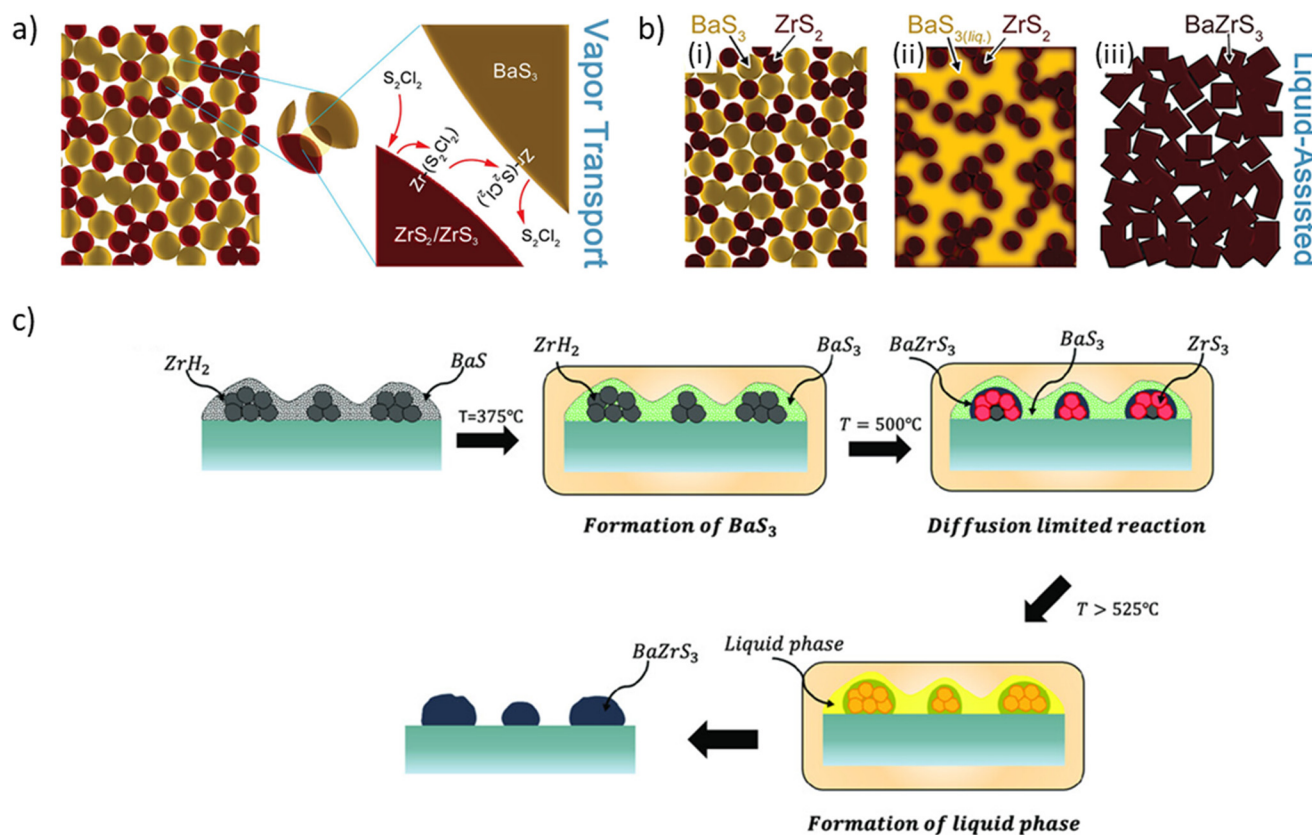 a)
S₂Cl₂
Zr-(S₂Cl₂)
Zr-(S₂Cl₂)
S₂Cl₂
BaS₃
ZrS₂/ZrS₃
Vapor Transport
b)
BaS₃ ZrS₂
(i)
BaS₃(liq.) ZrS₂
(ii)
BaZrS₃
(iii)
Liquid-Assisted
c)
ZrH₂
BaS
T=375°C
ZrH₂
BaS₃
Formation of BaS₃
T = 500°C
BaZrS₃
BaS₃
ZrS₃
Diffusion limited reaction
T > 525°C
Liquid phase
Formation of liquid phase
BaZrS₃